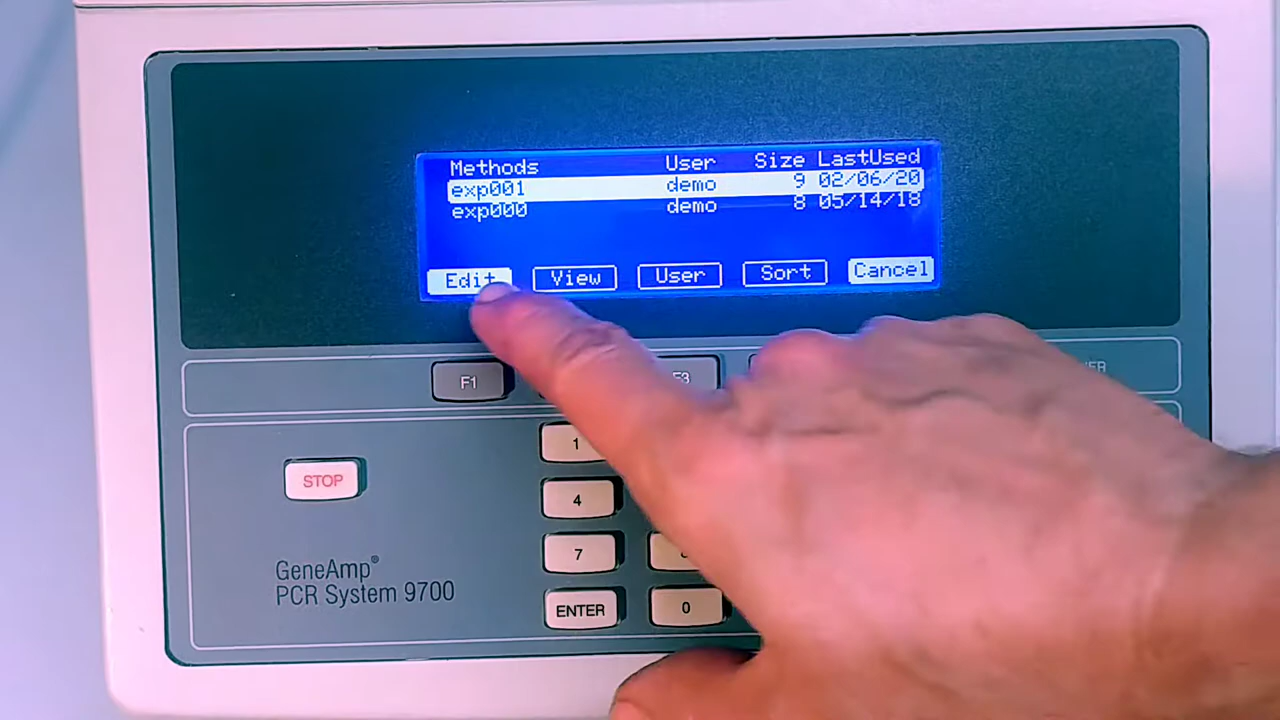 Methods User Size LastUsed
exp001 demo 9 02/06/20
exp000 demo 8 05/14/18
Edit View User Sort Cancel
F1 F3
STOP
1
4
7
ENTER 0
GeneAmp®
PCR System 9700